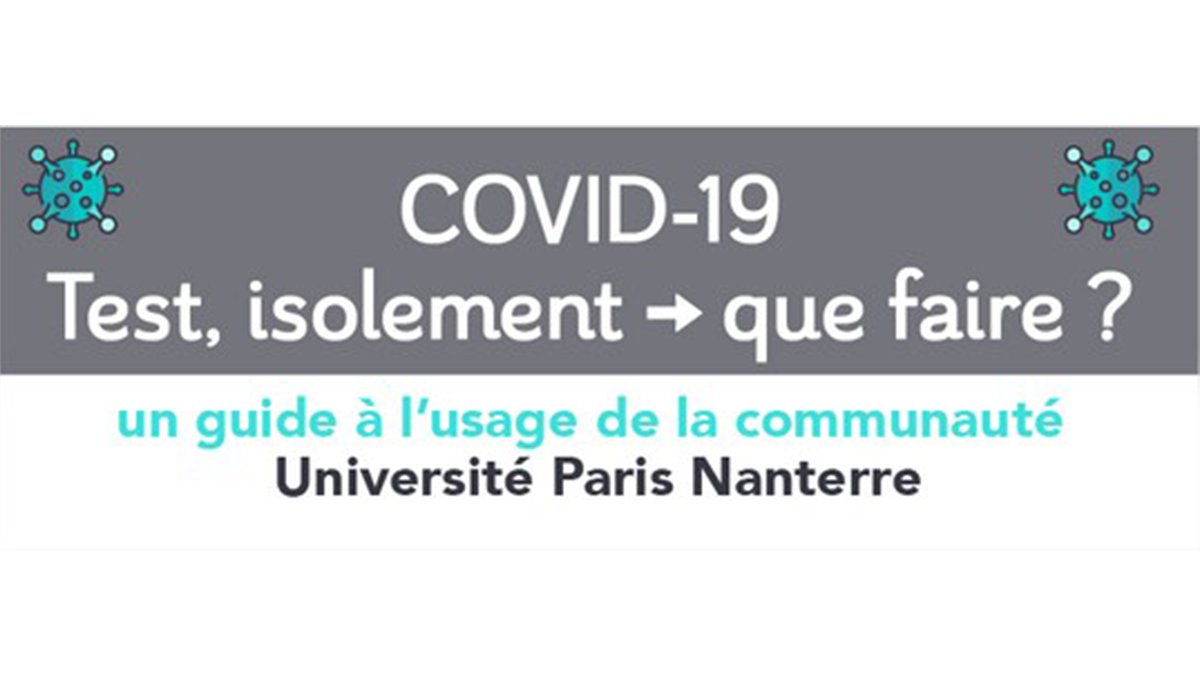 COVID-19
Test, isolement → que faire ?
un guide à l’usage de la communauté
Université Paris Nanterre